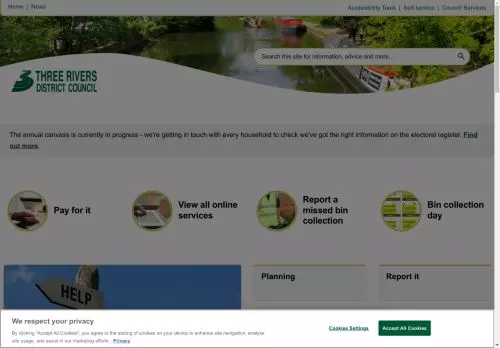 Home | News
Accessibility Tools | Self-service | Council Services
Search this site for information, advice and more...
THREE RIVERS
DISTRICT COUNCIL
The annual canvass is currently in progress - we're getting in touch with every household to check we've got the right information on the electoral register. Find
out more.
Pay for it
View all online
services
Report a
missed bin
collection
Bin collection
day
HELP
Planning
Report it
We respect your privacy
By clicking "Accept All Cookies", you agree to the storing of cookies on your device to enhance site navigation, analyse
site usage, and assist in our marketing efforts. Privacy
Cookies Settings
Accept All Cookies